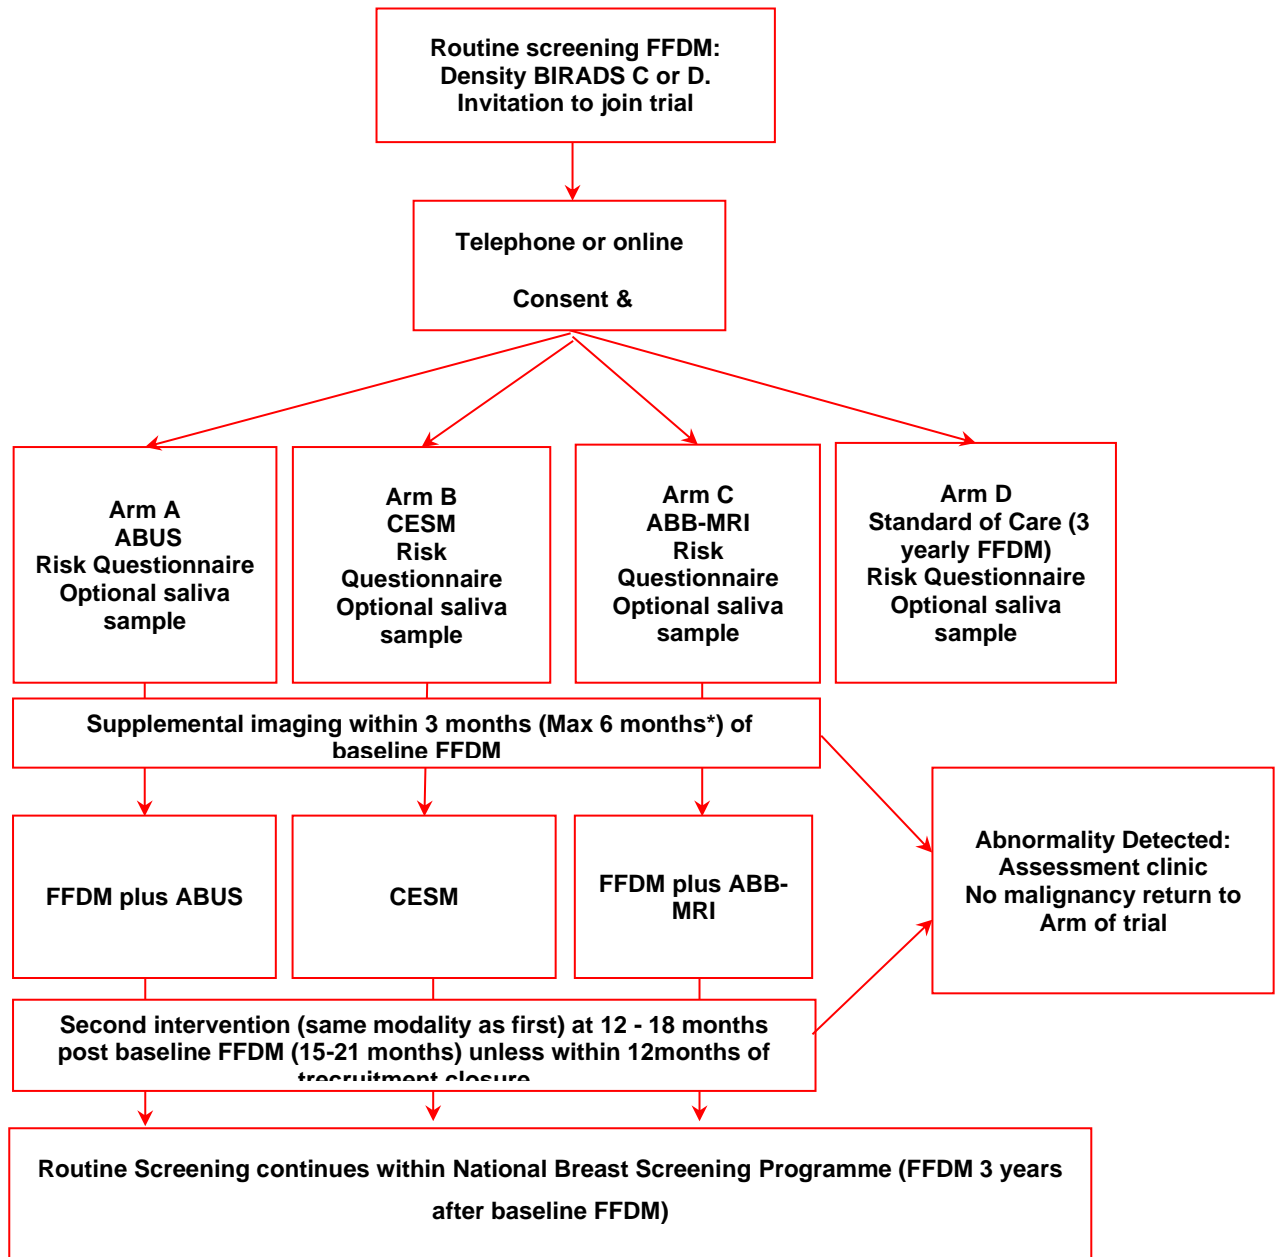 Routine screening FFDM:
Density BIRADS C or D.
Invitation to join trial
Telephone or online
Consent &
Arm A
ABUS
Risk Questionnaire
Optional saliva
sample
Arm B
CESM
Risk
Questionnaire
Optional saliva
sample
Arm C
ABB-MRI
Risk
Questionnaire
Optional saliva
sample
Arm D
Standard of Care (3
yearly FFDM)
Risk Questionnaire
Optional saliva
sample
Supplemental imaging within 3 months (Max 6 months*) of
baseline FFDM
FFDM plus ABUS
CESM
FFDM plus ABB-
MRI
Abnormality Detected:
Assessment clinic
No malignancy return to
Arm of trial
Second intervention (same modality as first) at 12 - 18 months
post baseline FFDM (15-21 months) unless within 12months of
trecruitment closure
Routine Screening continues within National Breast Screening Programme (FFDM 3 years
after baseline FFDM)